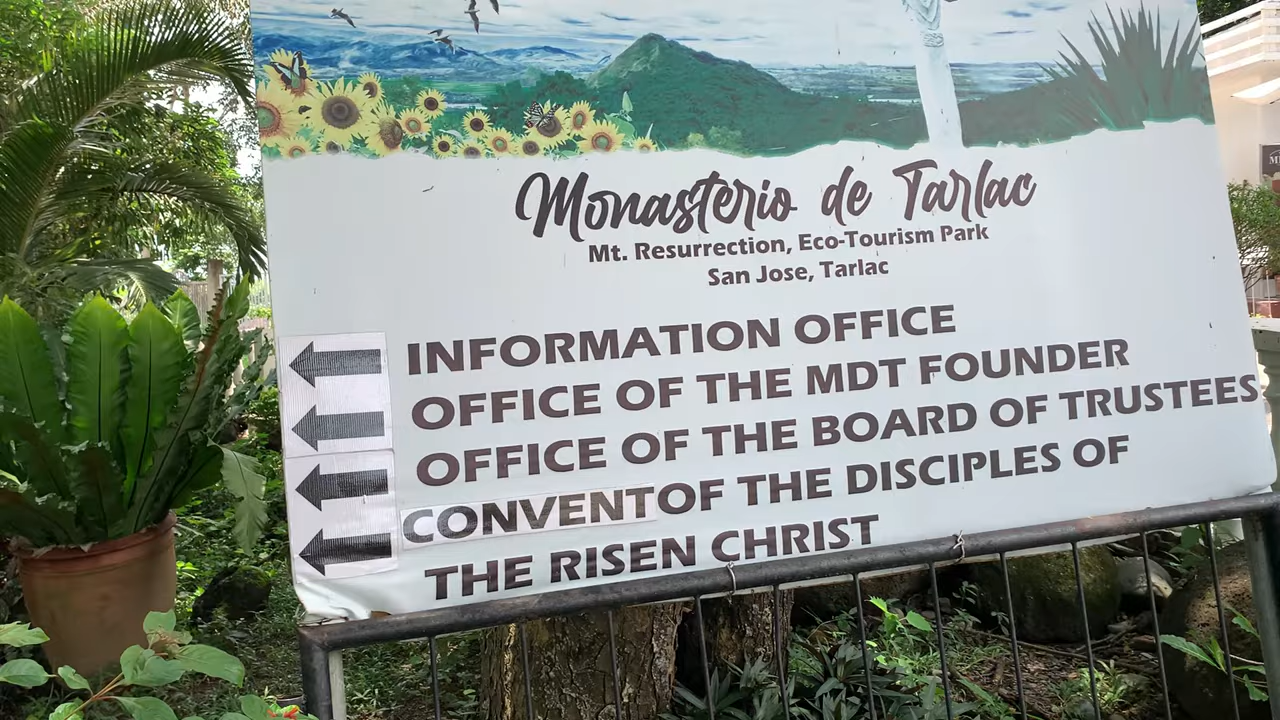 Monasterio de Tarlac
Mt. Resurrection, Eco-Tourism Park
San Jose, Tarlac
INFORMATION OFFICE
OFFICE OF THE MDT FOUNDER
OFFICE OF THE BOARD OF TRUSTEES
CONVENT OF THE DISCIPLES OF
THE RISEN CHRIST